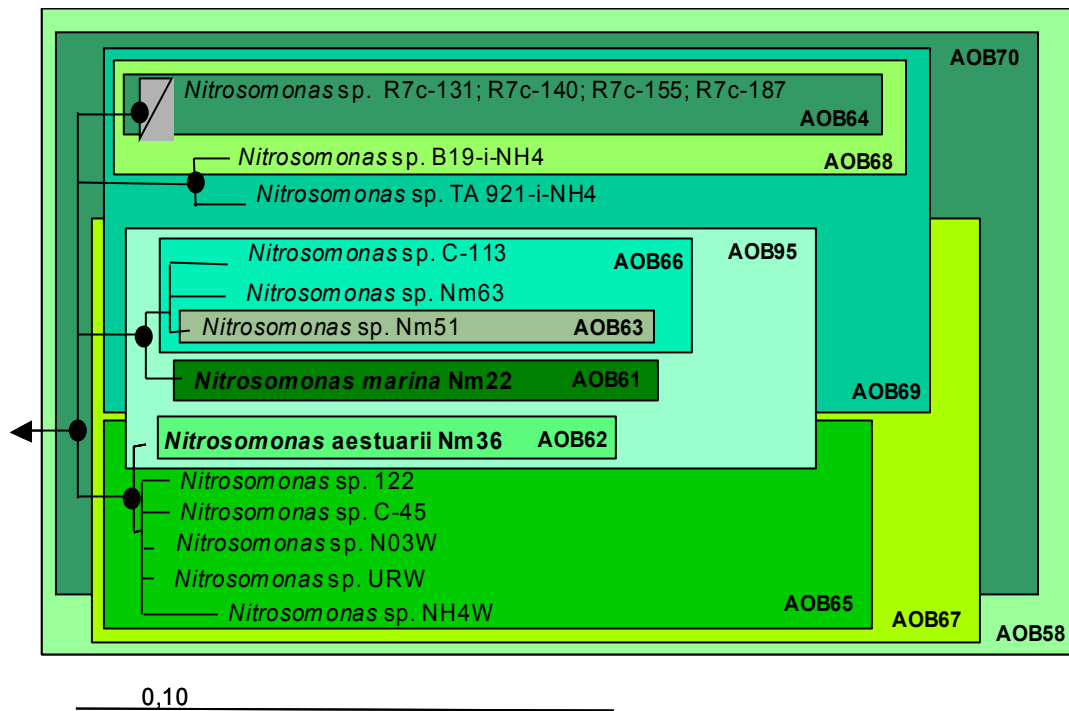 AOB70
Nitrosomonas sp. R7c-131; R7c-140; R7c-155; R7c-187
AOB64
Nitrosomonas sp. B19-i-NH4
AOB68
Nitrosomonas sp. TA 921-i-NH4
Nitrosomonas sp. C-113
AOB66
AOB95
Nitrosomonas sp. Nm63
Nitrosomonas sp. Nm51
AOB63
Nitrosomonas marina Nm22
AOB61
AOB69
Nitrosomonas aestuarii Nm36
AOB62
Nitrosomonas sp. 122
Nitrosomonas sp. C-45
Nitrosomonas sp. N03W
Nitrosomonas sp. URW
Nitrosomonas sp. NH4W
AOB65
AOB67
AOB58
0,10